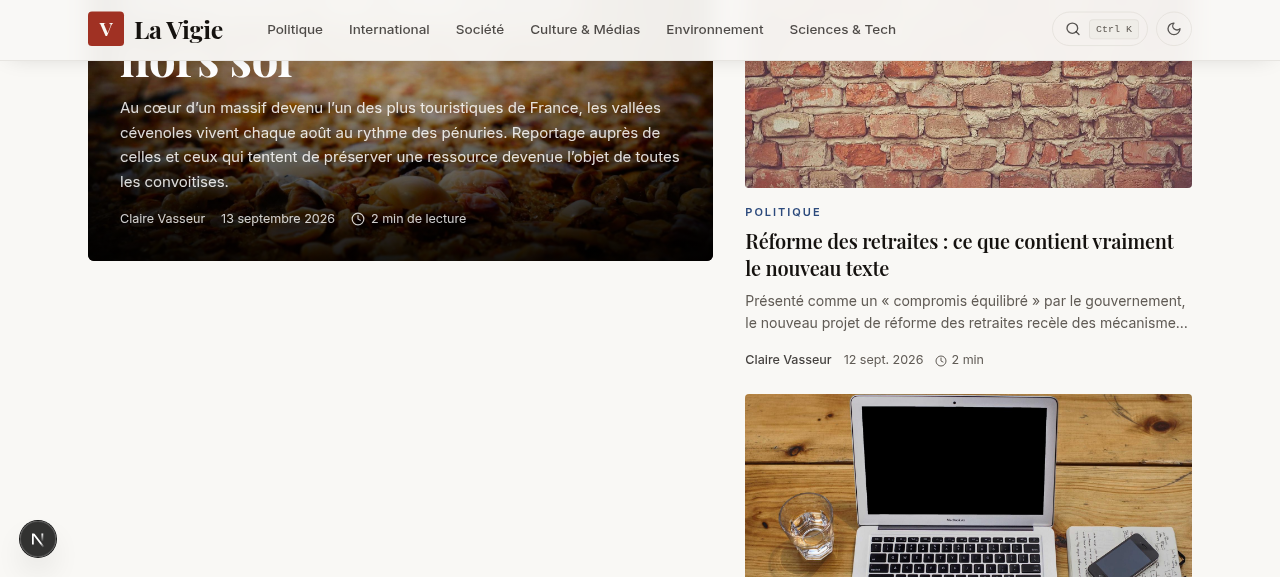 V La Vigie
Politique International Société Culture & Médias Environnement Sciences & Tech
Ctrl K
hors sol
Au cœur d’un massif devenu l’un des plus touristiques de France, les vallées
cévenoles vivent chaque août au rythme des pénuries. Reportage auprès de
celles et ceux qui tentent de préserver une ressource devenue l’objet de toutes
les convoitises.
Claire Vasseur 13 septembre 2026 2 min de lecture
POLITIQUE
Réforme des retraites : ce que contient vraiment
le nouveau texte
Présenté comme un « compromis équilibré » par le gouvernement,
le nouveau projet de réforme des retraites recèle des mécanisme...
Claire Vasseur 12 sept. 2026 2 min
N